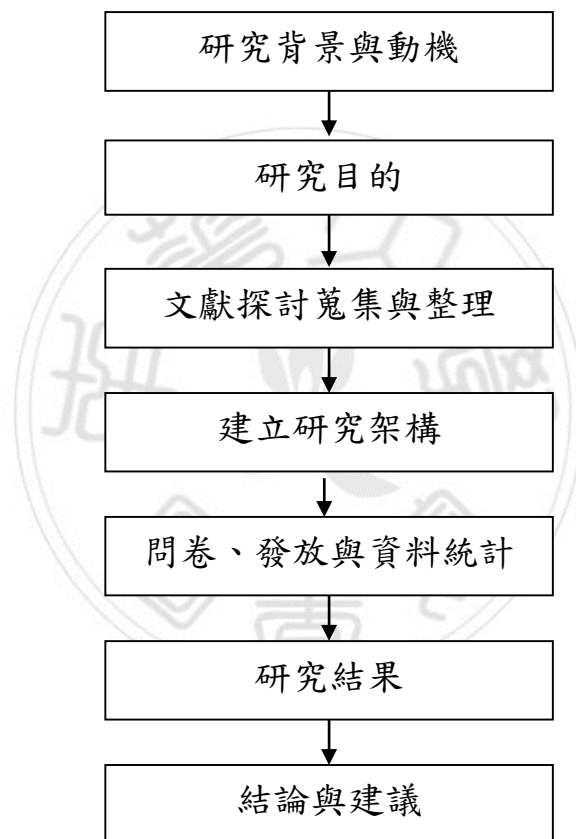 研究背景與動機
研究目的
文獻探討蒐集與整理
建立研究架構
問卷、發放與資料統計
研究結果
結論與建議